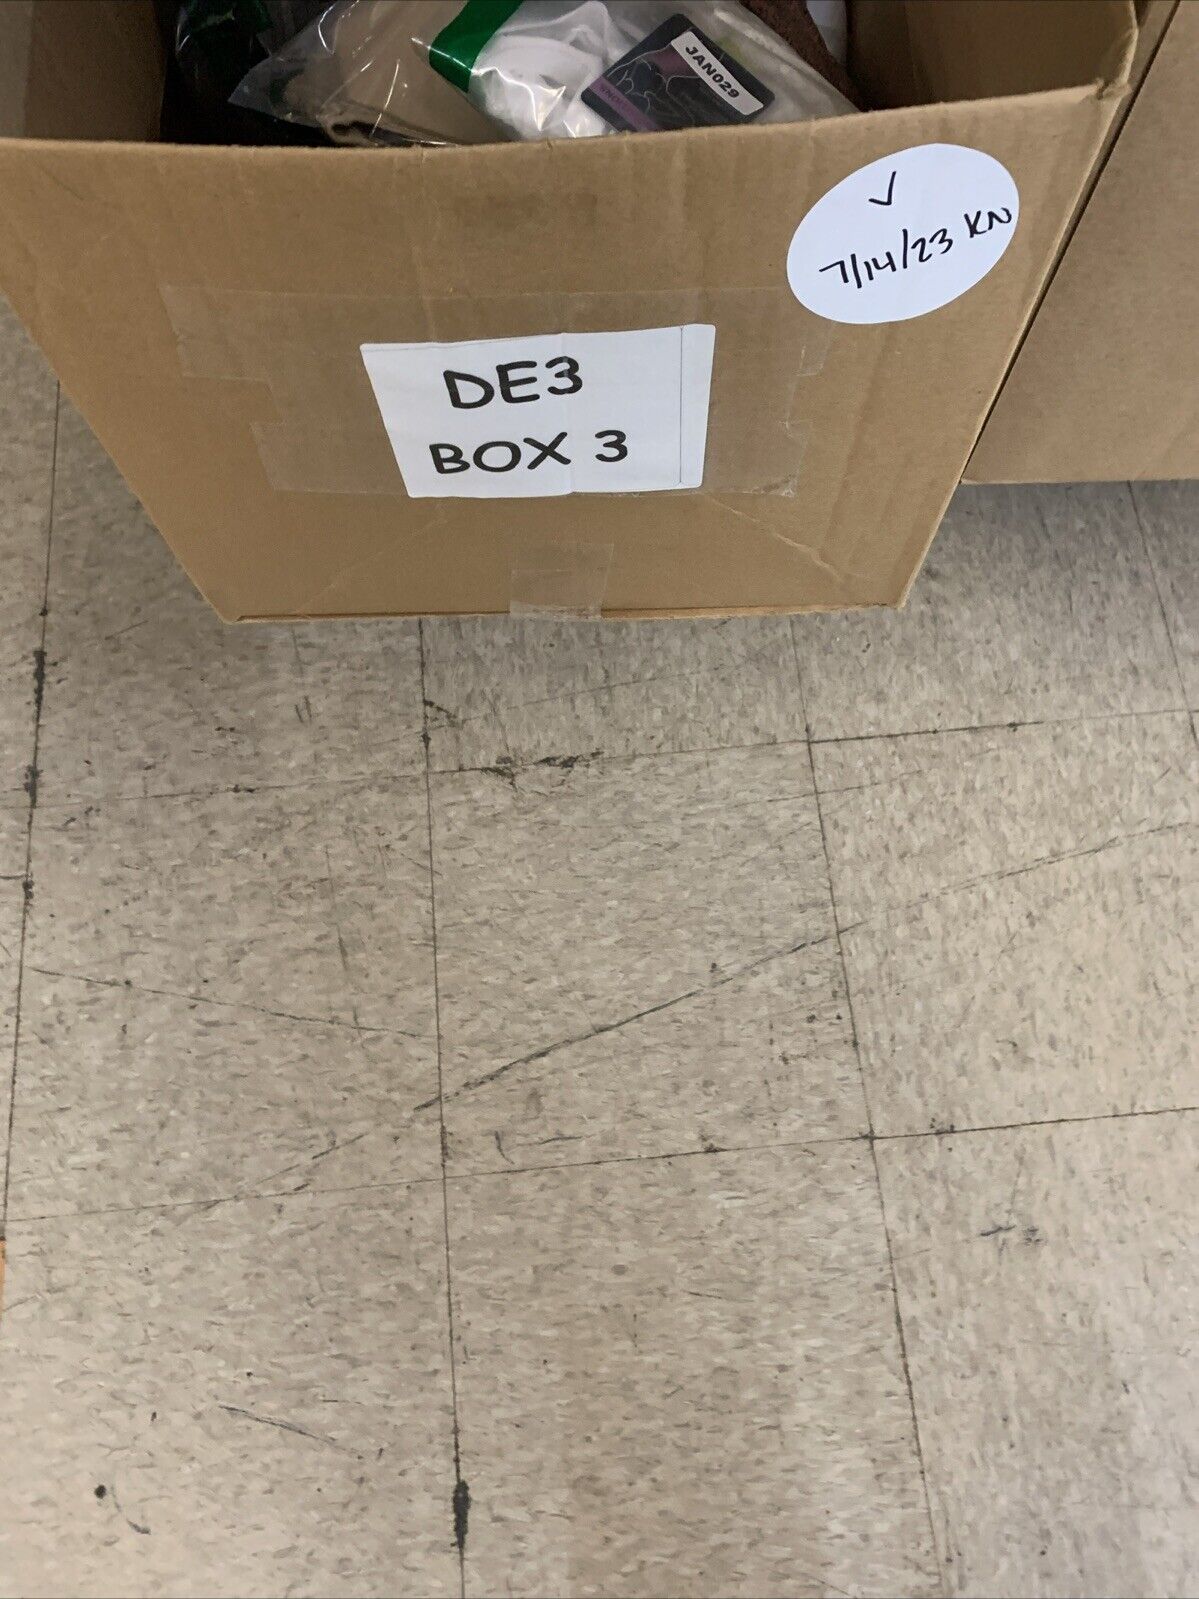 JAN029
✓
7/14/23 KN
DE3
BOX 3